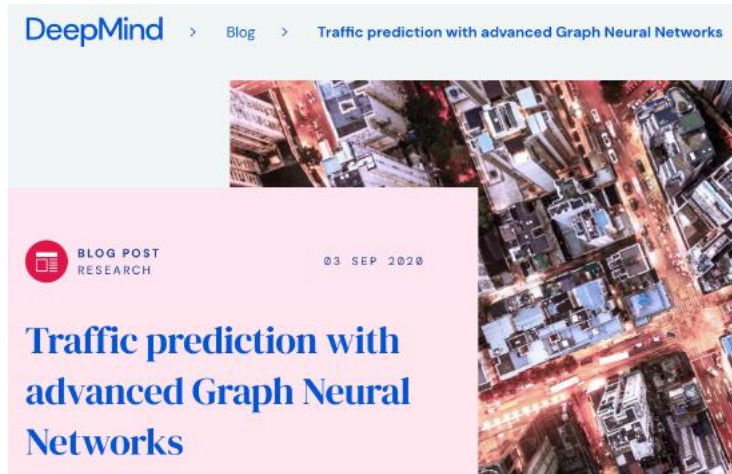 DeepMind > Blog > Traffic prediction with advanced Graph Neural Networks
BLOG POST
RESEARCH
03 SEP 2020
Traffic prediction with
advanced Graph Neural
Networks